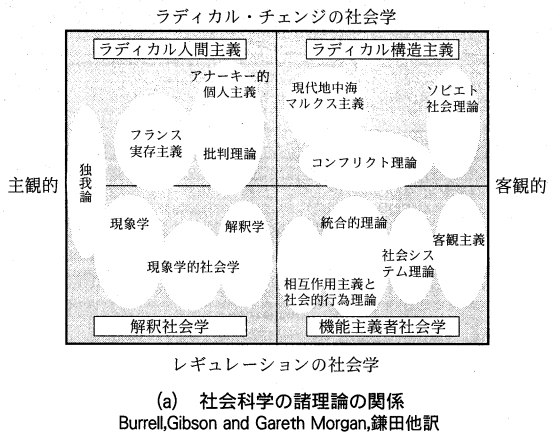 ラディカル・チェンジの社会学
ラディカル人間主義
ラディカル構造主義
アナーキー的
個人主義
フランス
実存主義
批判理論
独我論
現代地中海
マルクス主義
ソビエト
社会理論
コンフリクト理論
主観的
客観的
現象学
解釈学
現象学的社会学
統合的理論
客観主義
社会シス
テム理論
相互作用主義と
社会的行為理論
解釈社会学
機能主義者社会学
レギュレーションの社会学
(a) 社会科学の諸理論の関係
Burrell,Gibson and Gareth Morgan,鎌田他訳